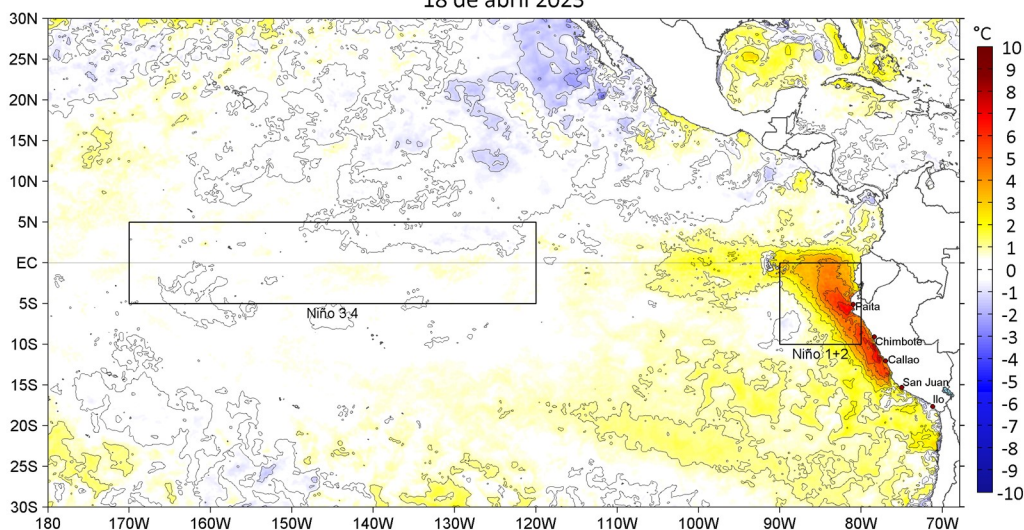 18 de abril 2023
°C
30N
25N
20N
15N
10N
5N
EC
5S
10S
15S
20S
25S
30S
180
170W
160W
150W
140W
130W
120W
110W
100W
90W
80W
70W
Niño 3.4
Niño 1+2
Paita
Chimbote
Callao
San Juan
Ilo
10
9
8
7
6
5
4
3
2
1
0
-1
-2
-3
-4
-5
-6
-7
-8
-9
-10